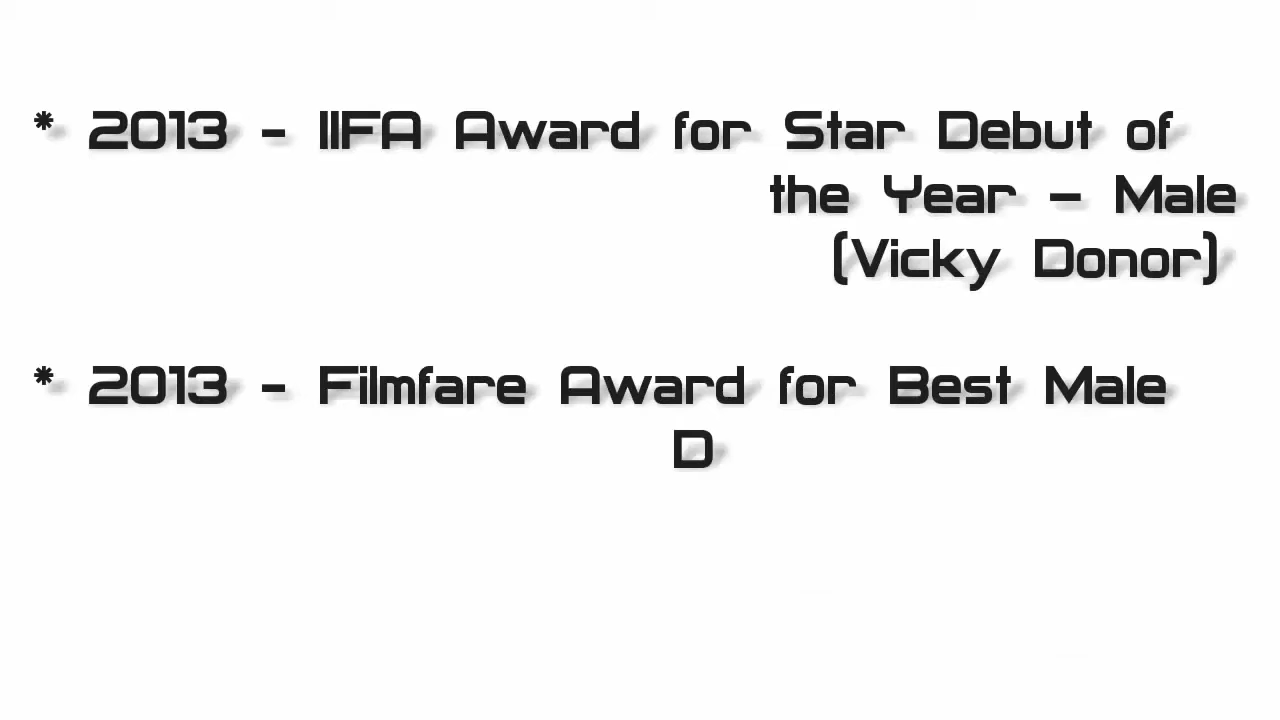 * 2013 - IIFA Award for Star Debut of
the Year – Male
(Vicky Donor)
* 2013 - Filmfare Award for Best Male
D